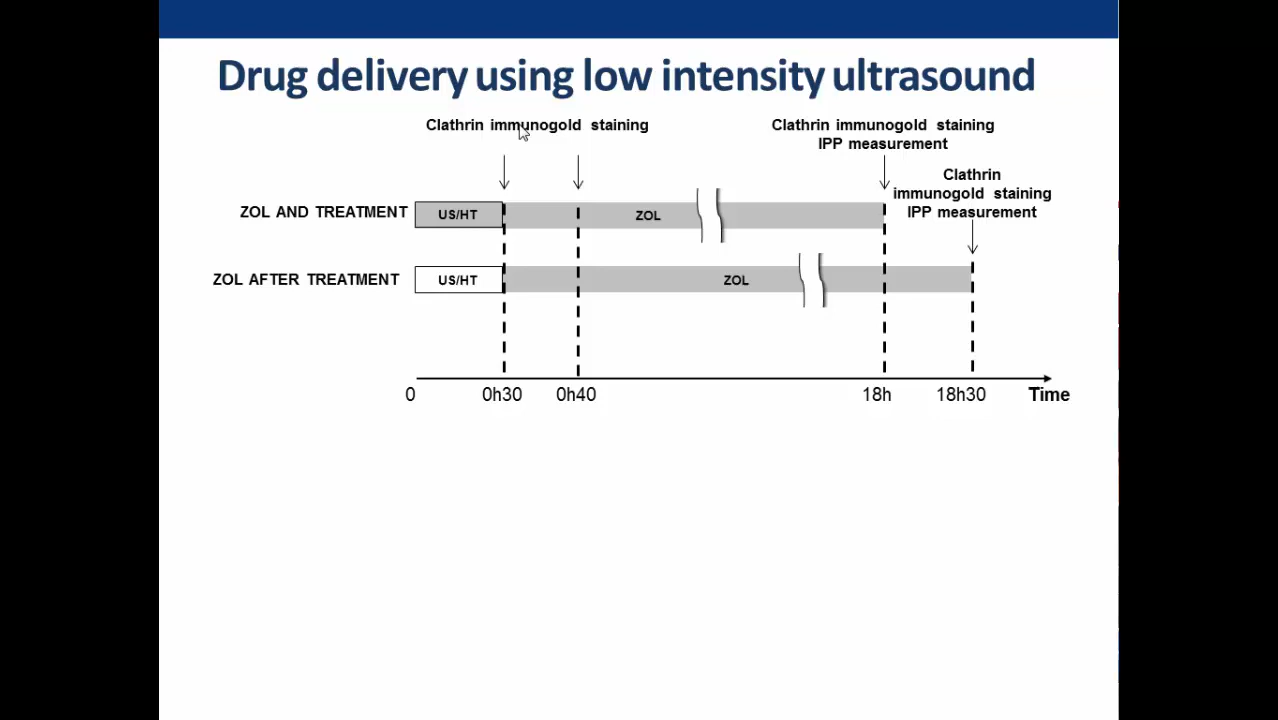 Drug delivery using low intensity ultrasound
Clathrin immunogold staining
Clathrin immunogold staining
IPP measurement
Clathrin
immunogold staining
IPP measurement
ZOL AND TREATMENT
US/HT
ZOL
ZOL AFTER TREATMENT
US/HT
ZOL
0
0h30
0h40
18h
18h30
Time